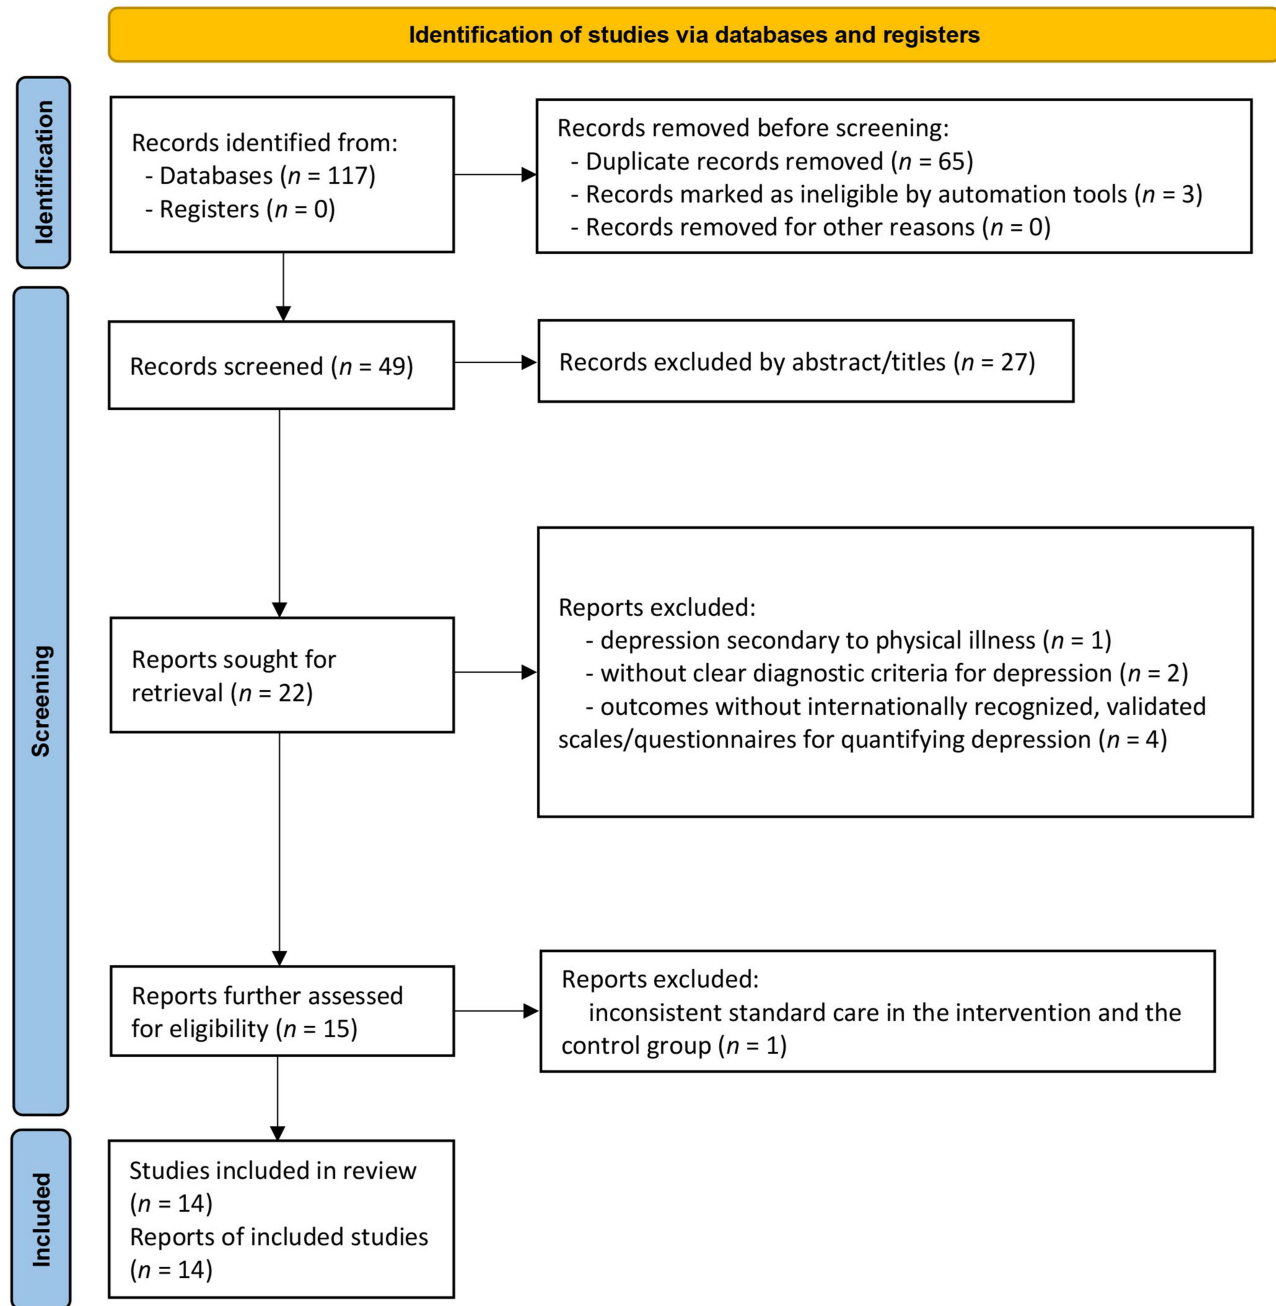 Identification of studies via databases and registers
Identification
Records identified from:
- Databases (n = 117)
- Registers (n = 0)
Records removed before screening:
- Duplicate records removed (n = 65)
- Records marked as ineligible by automation tools (n = 3)
- Records removed for other reasons (n = 0)
Screening
Records screened (n = 49)
Records excluded by abstract/titles (n = 27)
Reports sought for
retrieval (n = 22)
Reports excluded:
- depression secondary to physical illness (n = 1)
- without clear diagnostic criteria for depression (n = 2)
- outcomes without internationally recognized, validated
scales/questionnaires for quantifying depression (n = 4)
Reports further assessed
for eligibility (n = 15)
Reports excluded:
inconsistent standard care in the intervention and the
control group (n = 1)
Included
Studies included in review
(n = 14)
Reports of included studies
(n = 14)